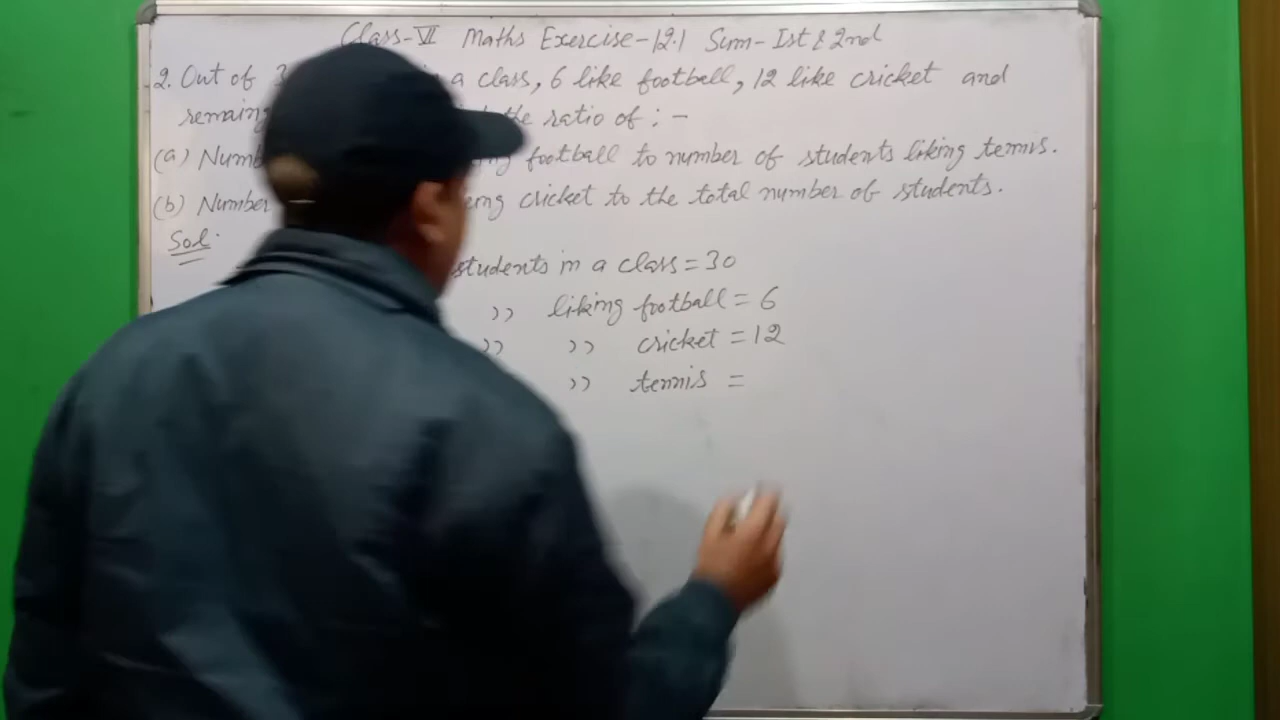 Class-VI Maths Exercise-12.1 Sum-Ist & 2nd
2. Out of 3 a class, 6 like football, 12 like cricket and
remaing the ratio of : -
(a) Numb football to number of students liking tennis.
(b) Number cricket to the total number of students.
Sol.
students in a class = 30
›› liking football = 6
›› ›› cricket = 12
›› tennis =